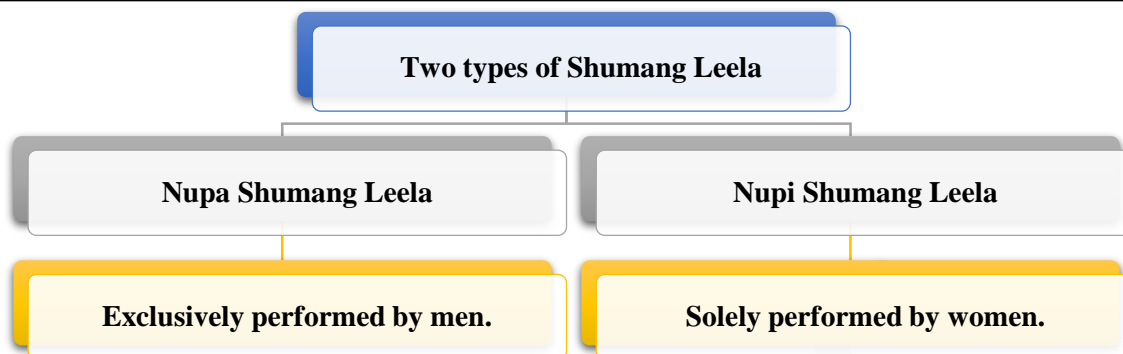 Two types of Shumang Leela
Nupa Shumang Leela
Nupi Shumang Leela
Exclusively performed by men.
Solely performed by women.